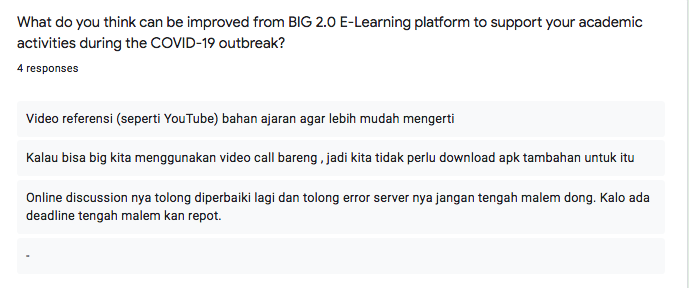 What do you think can be improved from BIG 2.0 E-Learning platform to support your academic
activities during the COVID-19 outbreak?
4 responses
Video referensi (seperti YouTube) bahan ajaran agar lebih mudah mengerti
Kalau bisa big kita menggunakan video call bareng , jadi kita tidak perlu download apk tambahan untuk itu
Online discussion nya tolong diperbaiki lagi dan tolong error server nya jangan tengah malem dong. Kalo ada
deadline tengah malem kan repot.
-